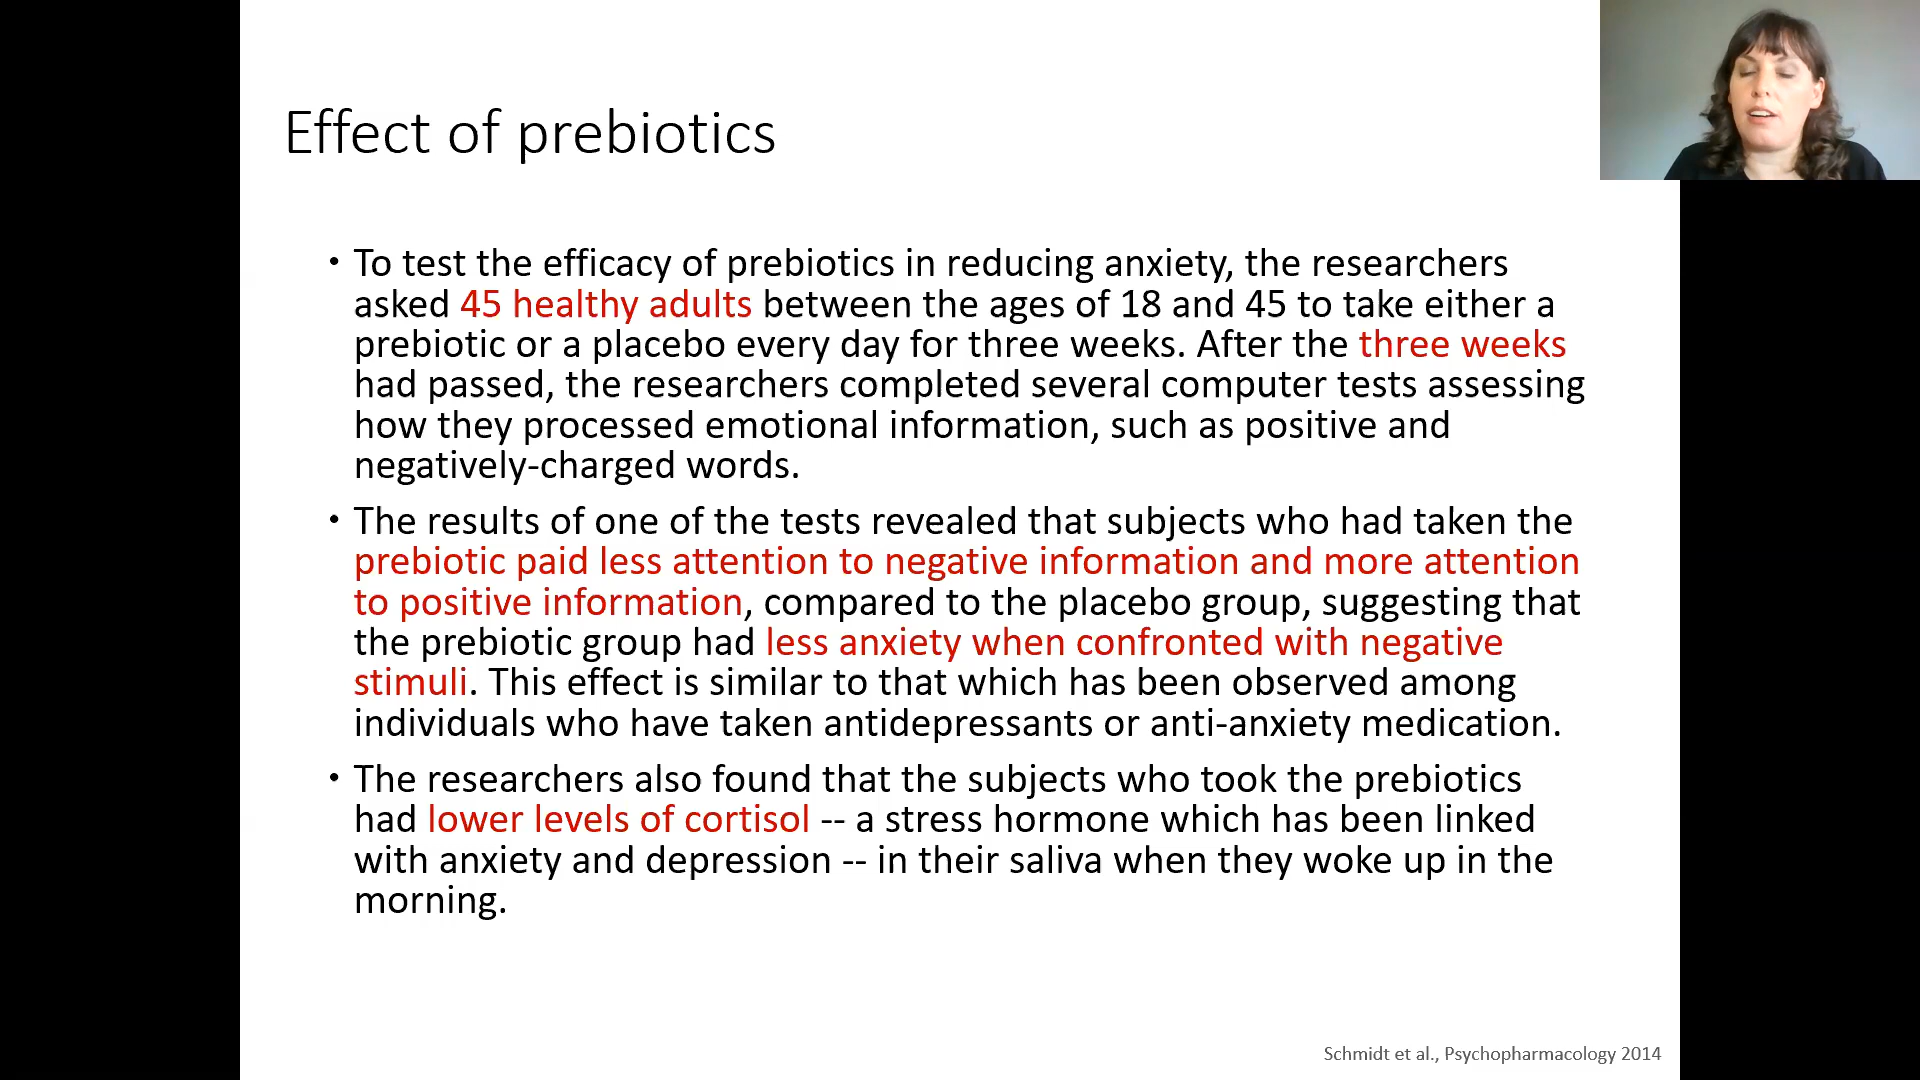 Effect of prebiotics
• To test the efficacy of prebiotics in reducing anxiety, the researchers
asked 45 healthy adults between the ages of 18 and 45 to take either a
prebiotic or a placebo every day for three weeks. After the three weeks
had passed, the researchers completed several computer tests assessing
how they processed emotional information, such as positive and
negatively-charged words.
• The results of one of the tests revealed that subjects who had taken the
prebiotic paid less attention to negative information and more attention
to positive information, compared to the placebo group, suggesting that
the prebiotic group had less anxiety when confronted with negative
stimuli. This effect is similar to that which has been observed among
individuals who have taken antidepressants or anti-anxiety medication.
• The researchers also found that the subjects who took the prebiotics
had lower levels of cortisol -- a stress hormone which has been linked
with anxiety and depression -- in their saliva when they woke up in the
morning.
Schmidt et al., Psychopharmacology 2014